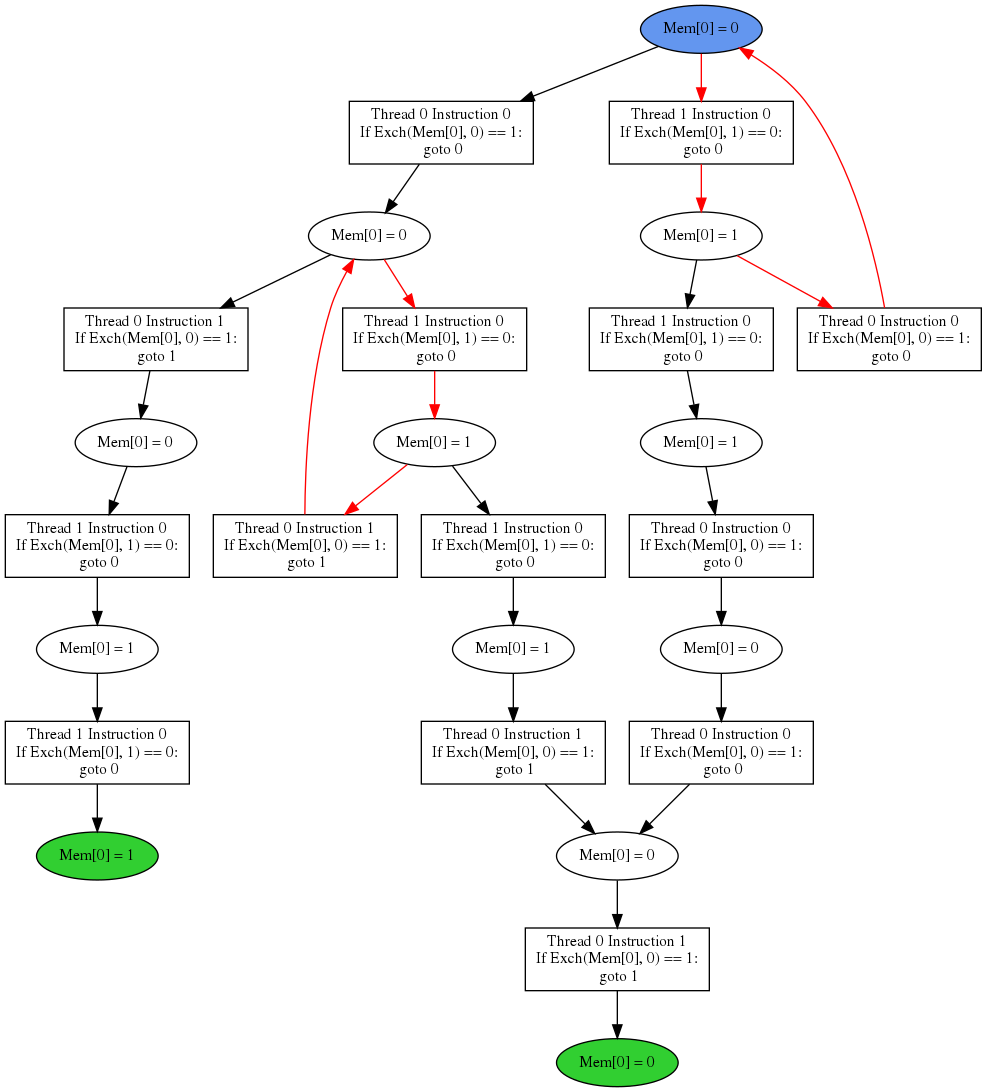 Mem[0] = 0
Thread 0 Instruction 0
If Exch(Mem[0], 0) == 1:
goto 0
Thread 1 Instruction 0
If Exch(Mem[0], 1) == 0:
goto 0
Mem[0] = 0
Mem[0] = 1
Thread 0 Instruction 1
If Exch(Mem[0], 0) == 1:
goto 1
Thread 1 Instruction 0
If Exch(Mem[0], 1) == 0:
goto 0
Thread 1 Instruction 0
If Exch(Mem[0], 1) == 0:
goto 0
Thread 0 Instruction 0
If Exch(Mem[0], 0) == 1:
goto 0
Mem[0] = 0
Mem[0] = 1
Mem[0] = 1
Thread 1 Instruction 0
If Exch(Mem[0], 1) == 0:
goto 0
Thread 0 Instruction 1
If Exch(Mem[0], 0) == 1:
goto 1
Thread 1 Instruction 0
If Exch(Mem[0], 1) == 0:
goto 0
Thread 0 Instruction 0
If Exch(Mem[0], 0) == 1:
goto 0
Mem[0] = 1
Mem[0] = 1
Mem[0] = 0
Thread 1 Instruction 0
If Exch(Mem[0], 1) == 0:
goto 0
Thread 0 Instruction 1
If Exch(Mem[0], 0) == 1:
goto 1
Thread 0 Instruction 0
If Exch(Mem[0], 0) == 1:
goto 0
Mem[0] = 1
Mem[0] = 0
Thread 0 Instruction 1
If Exch(Mem[0], 0) == 1:
goto 1
Mem[0] = 0